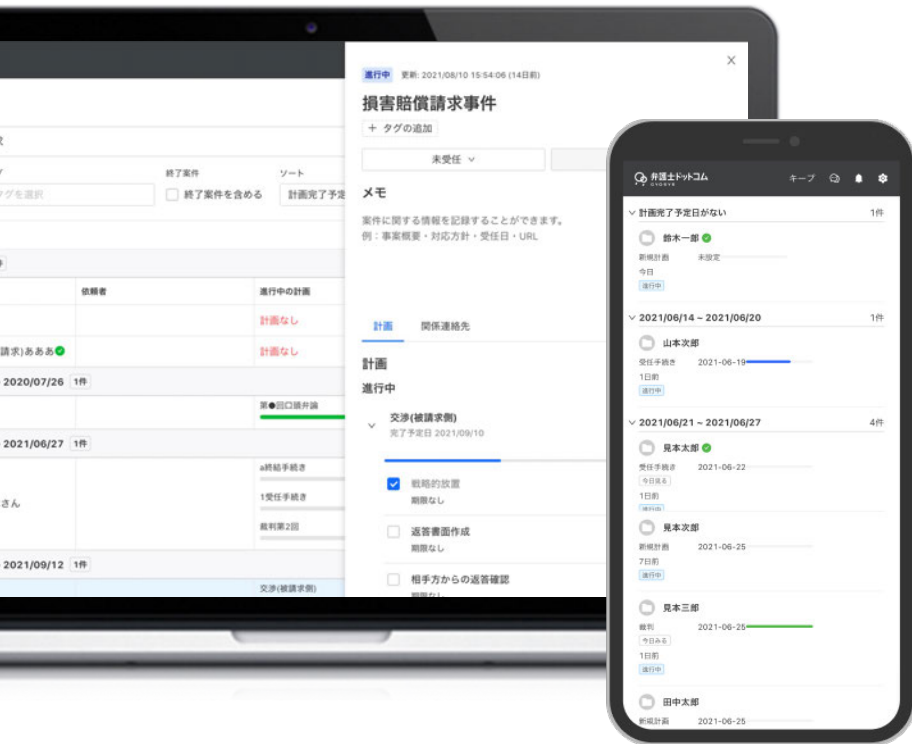 進行中 更新: 2021/08/10 15:54:06 (14日前)
損害賠償請求事件
+ タグの追加
未受任
メモ
案件に関する情報を記録することができます。
例：事案概要・対応方針・受任日・URL
計画 関係連絡先
計画
進行中
交渉(被請求側)
完了予定日 2021/09/10
戦略的放置
期限なし
返答書面作成
期限なし
相手方からの返答確認
期限なし
終了案件 ソート
タグを選択 終了案件を含める 計画完了予定
依頼者 進行中の計画
計画なし
請求)あああ 計画なし
2020/07/26 1件
第●回口頭弁論
2021/06/27 1件
a終結手続き
さん 1受任手続き
裁判第2回
2021/09/12 1件
交渉(被請求側)
弁護士ドットコム キープ
計画完了予定日がない 1件
鈴木一郎
新規計画 未設定
今日
進行中
2021/06/14 ~ 2021/06/20 1件
山本次郎
受任手続き 2021-06-19
1日前
進行中
2021/06/21 ~ 2021/06/27 4件
見本太郎
受任手続き 2021-06-22
今日見る
1日前
進行中
見本次郎
新規計画 2021-06-25
7日前
進行中
見本三郎
裁判 2021-06-25
今日みる
1日前
進行中
田中太郎
新規計画 2021-06-25